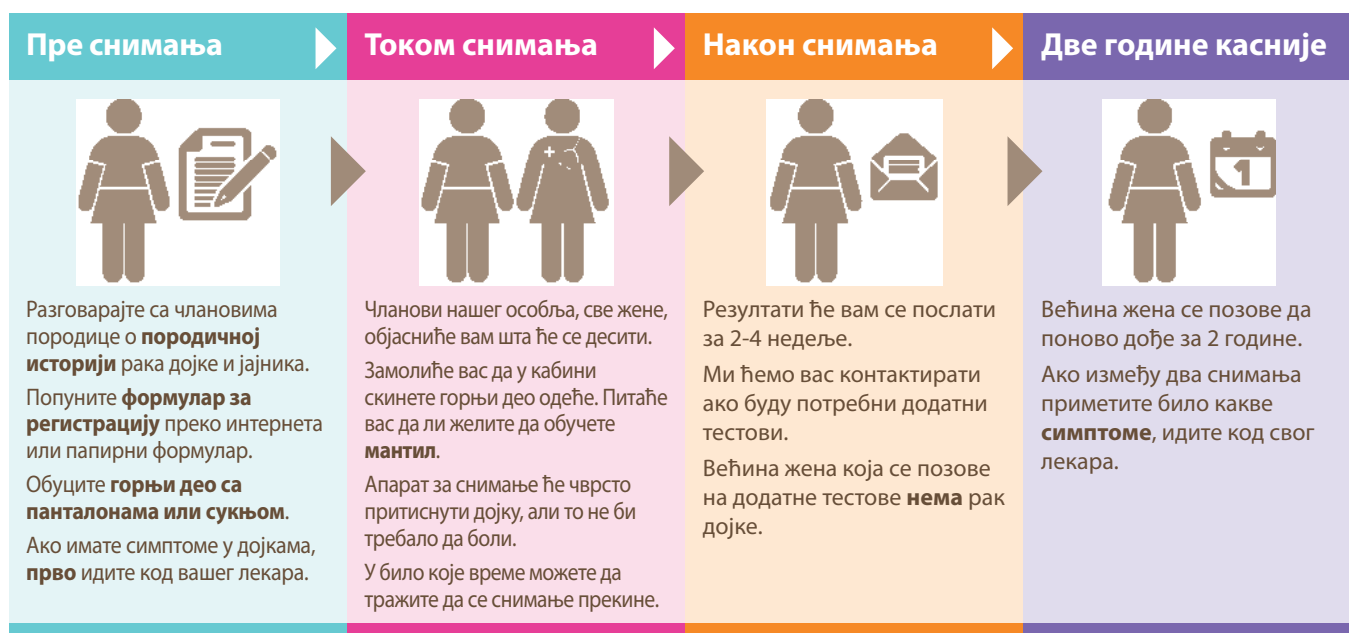 Пре снимања
Разговарајте са члановима
породице о породичној
историји рака дојке и јајника.
Попуните формулар за
регистрацију преко интернета
или папирни формулар.
Обуците горњи део са
панталонама или сукњом.
Ако имате симптоме у дојкама,
прво идите код вашег лекара.
Током снимања
Чланови нашег особља, све жене,
објасниће вам шта ће се десити.
Замолиће вас да у кабини
скинете горњи део одеће. Питаће
вас да ли желите да обучете
мантил.
Апарат за снимање ће чврсто
притиснути дојку, али то не би
требало да боли.
У било које време можете да
тражите да се снимање прекине.
Након снимања
Резултати ће вам се послати
за 2-4 недеље.
Ми ћемо вас контактирати
ако буду потребни додатни
тестови.
Већина жена која се позове
на додатне тестове нема рак
дојке.
Две године касније
1
Већина жена се позове да
поново дође за 2 године.
Ако између два снимања
приметите било какве
симптоме, идите код свог
лекара.